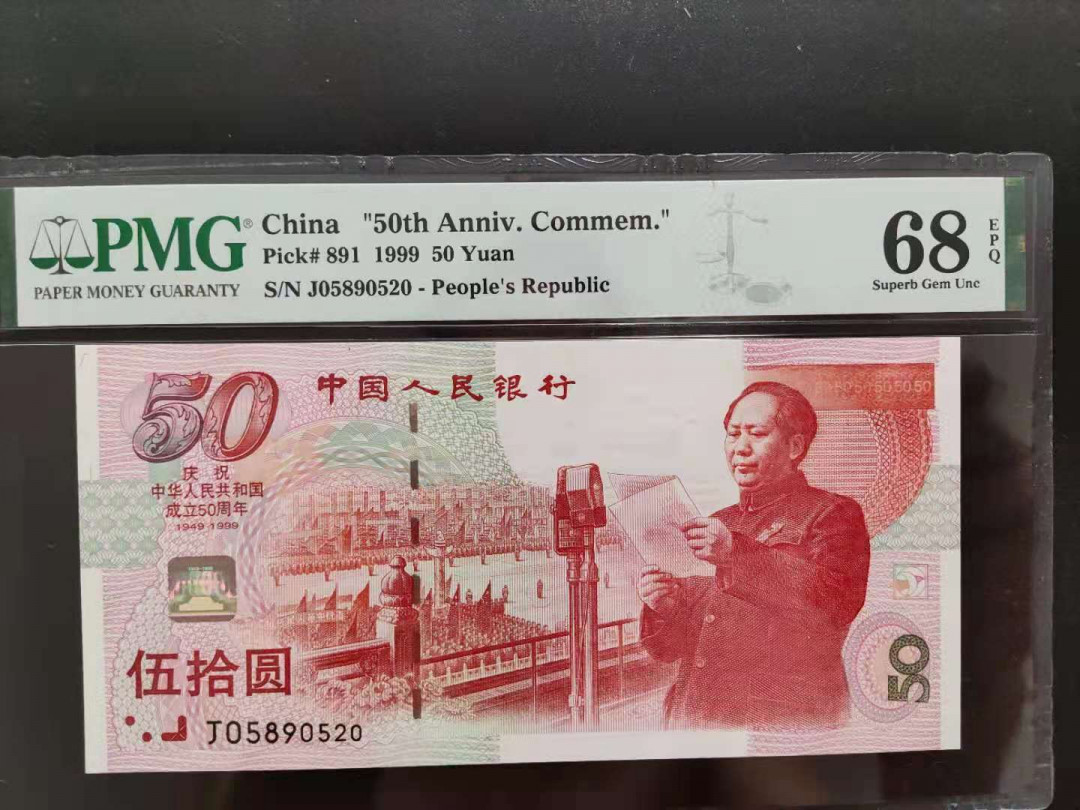 PMG®
PAPER MONEY GUARANTY
China "50th Anniv. Commem."
Pick# 891 1999 50 Yuan
S/N J05890520 - People's Republic
68
EPQ
Superb Gem Unc
50
中国人民银行
庆祝
中华人民共和国
成立50周年
1949-1999
伍拾圆
J05890520
50